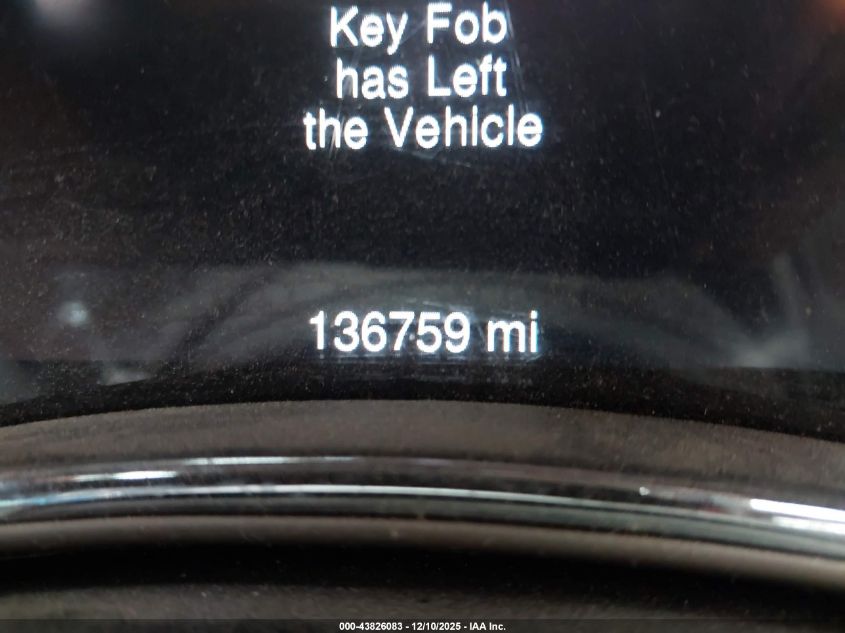 Key Fob
has Left
the Vehicle
136759 mi
000-43826083 - 12/10/2025 - IAA Inc.